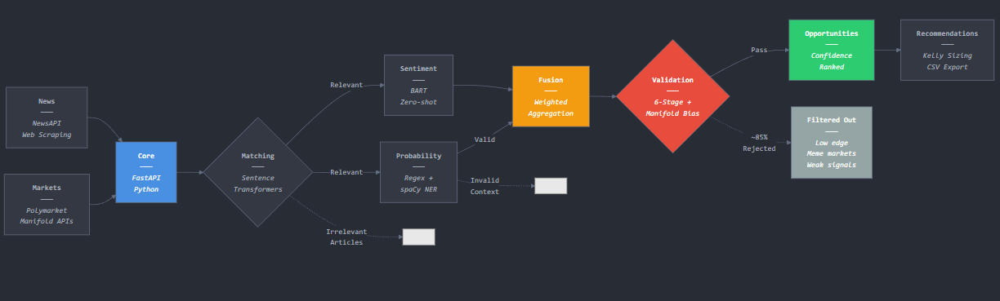 News
NewsAPI
Web Scraping
Markets
Polymarket
Manifold APIs
Core
FastAPI
Python
Matching
Sentence
Transformers
Relevant
Relevant
Irrelevant
Articles
Sentiment
BART
Zero-shot
Probability
Regex +
spaCy NER
Valid
Invalid
Context
Fusion
Weighted
Aggregation
Validation
6-Stage +
Manifold Bias
Pass
~85%
Rejected
Opportunities
Confidence
Ranked
Filtered Out
Low edge
Meme markets
Weak signals
Recommendations
Kelly Sizing
CSV Export